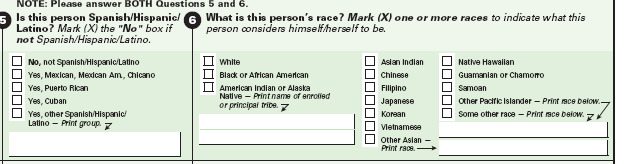 NOTE: Please answer BOTH Questions 5 and 6.
5 Is this person Spanish/Hispanic/
Latino? Mark (X) the "No" box if
not Spanish/Hispanic/Latino.
No, not Spanish/Hispanic/Latino
Yes, Mexican, Mexican Am., Chicano
Yes, Puerto Rican
Yes, Cuban
Yes, other Spanish/Hispanic/
Latino — Print group.
6 What is this person's race? Mark (X) one or more races to indicate what this
person considers himself/herself to be.
White
Black or African American
American Indian or Alaska
Native — Print name of enrolled
or principal tribe.
Asian Indian
Chinese
Filipino
Japanese
Korean
Vietnamese
Other Asian —
Print race.
Native Hawaiian
Guamanian or Chamorro
Samoan
Other Pacific Islander — Print race below.
Some other race — Print race below.